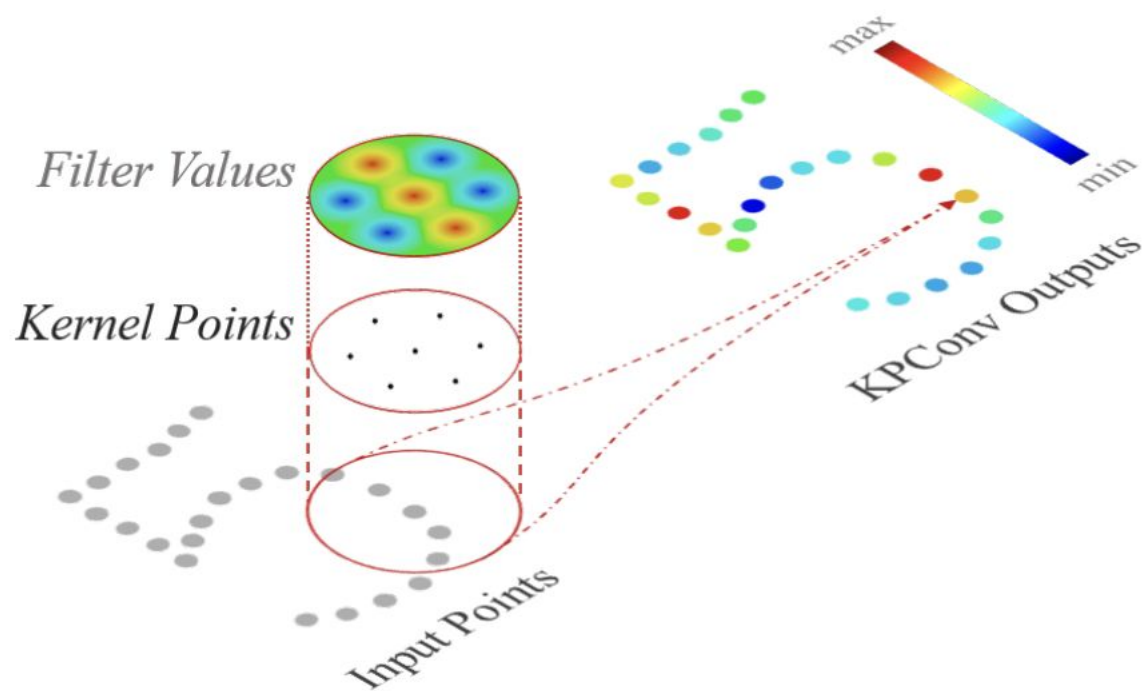 max
min
Filter Values
Kernel Points
KPConv Outputs
Input Points